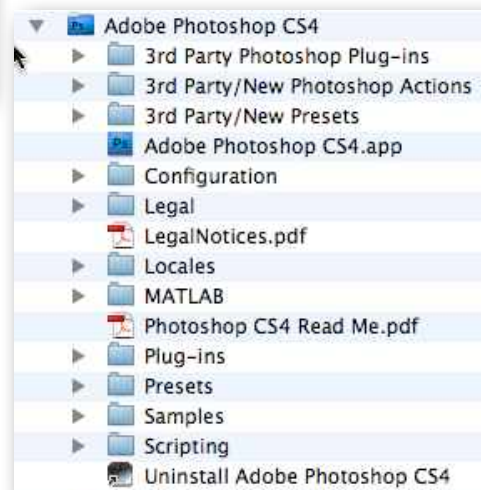 Adobe Photoshop CS4
3rd Party Photoshop Plug-ins
3rd Party/New Photoshop Actions
3rd Party/New Presets
Ps Adobe Photoshop CS4.app
Configuration
Legal
LegalNotices.pdf
Locales
MATLAB
Photoshop CS4 Read Me.pdf
Plug-ins
Presets
Samples
Scripting
Uninstall Adobe Photoshop CS4